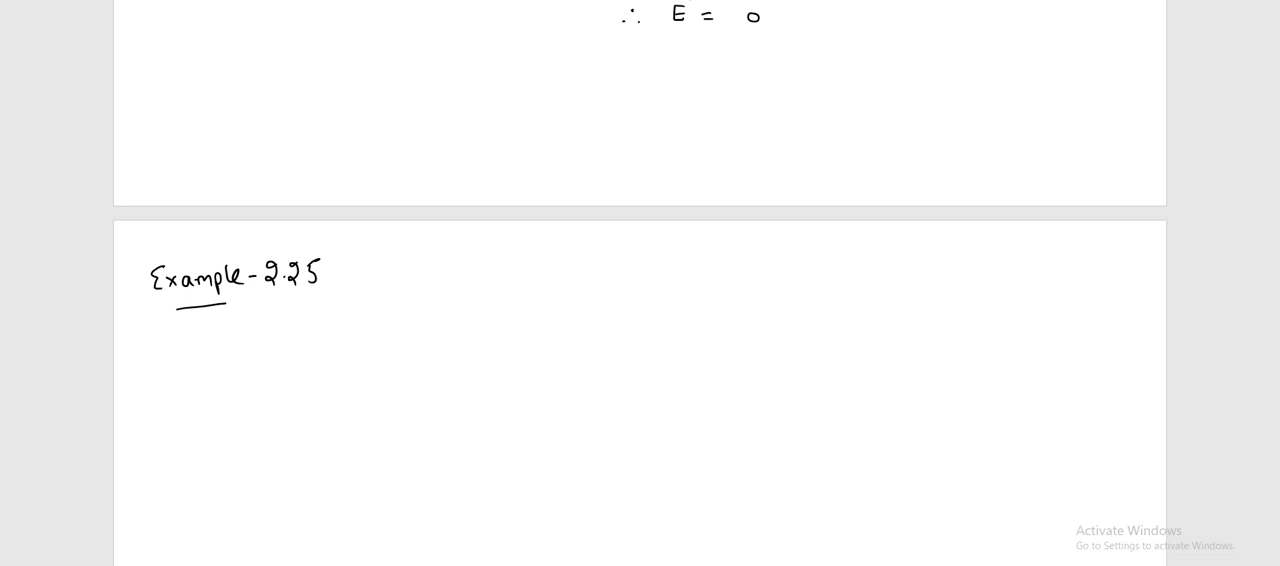 ∴ E = 0
Example - 2.25
Activate Windows
Go to Settings to activate Windows.